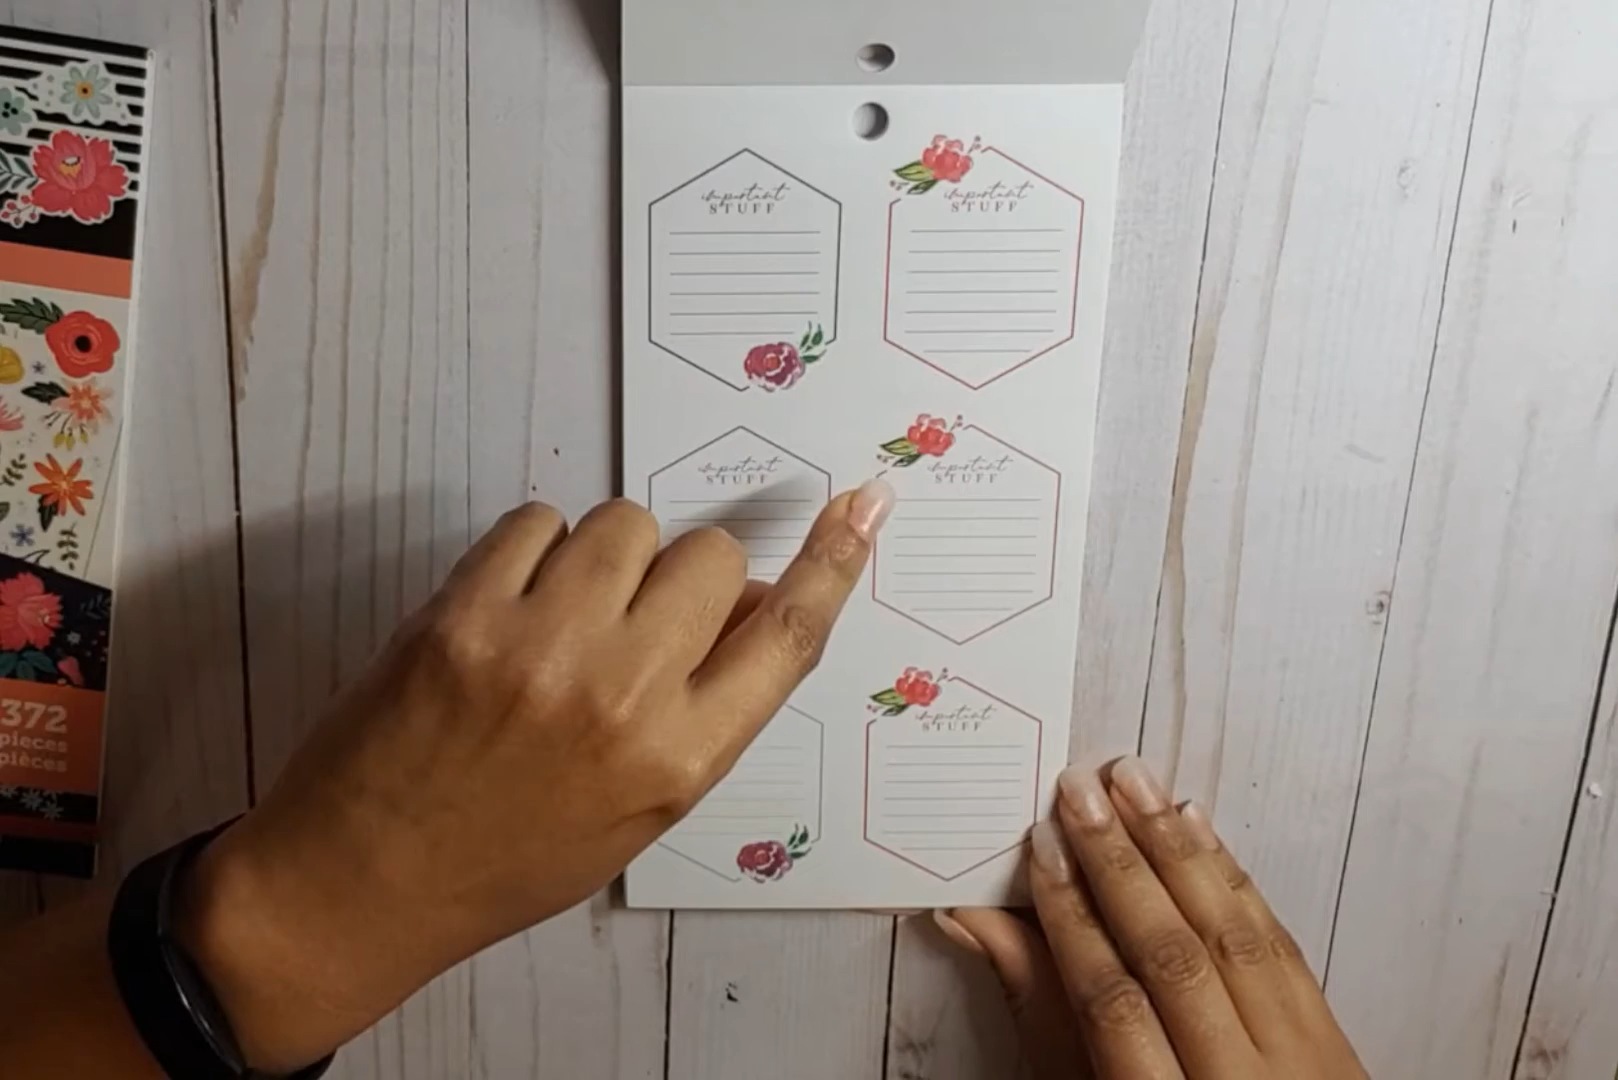 important
STUFF
important
STUFF
important
STUFF
important
STUFF
important
STUFF
372
pieces
pièces